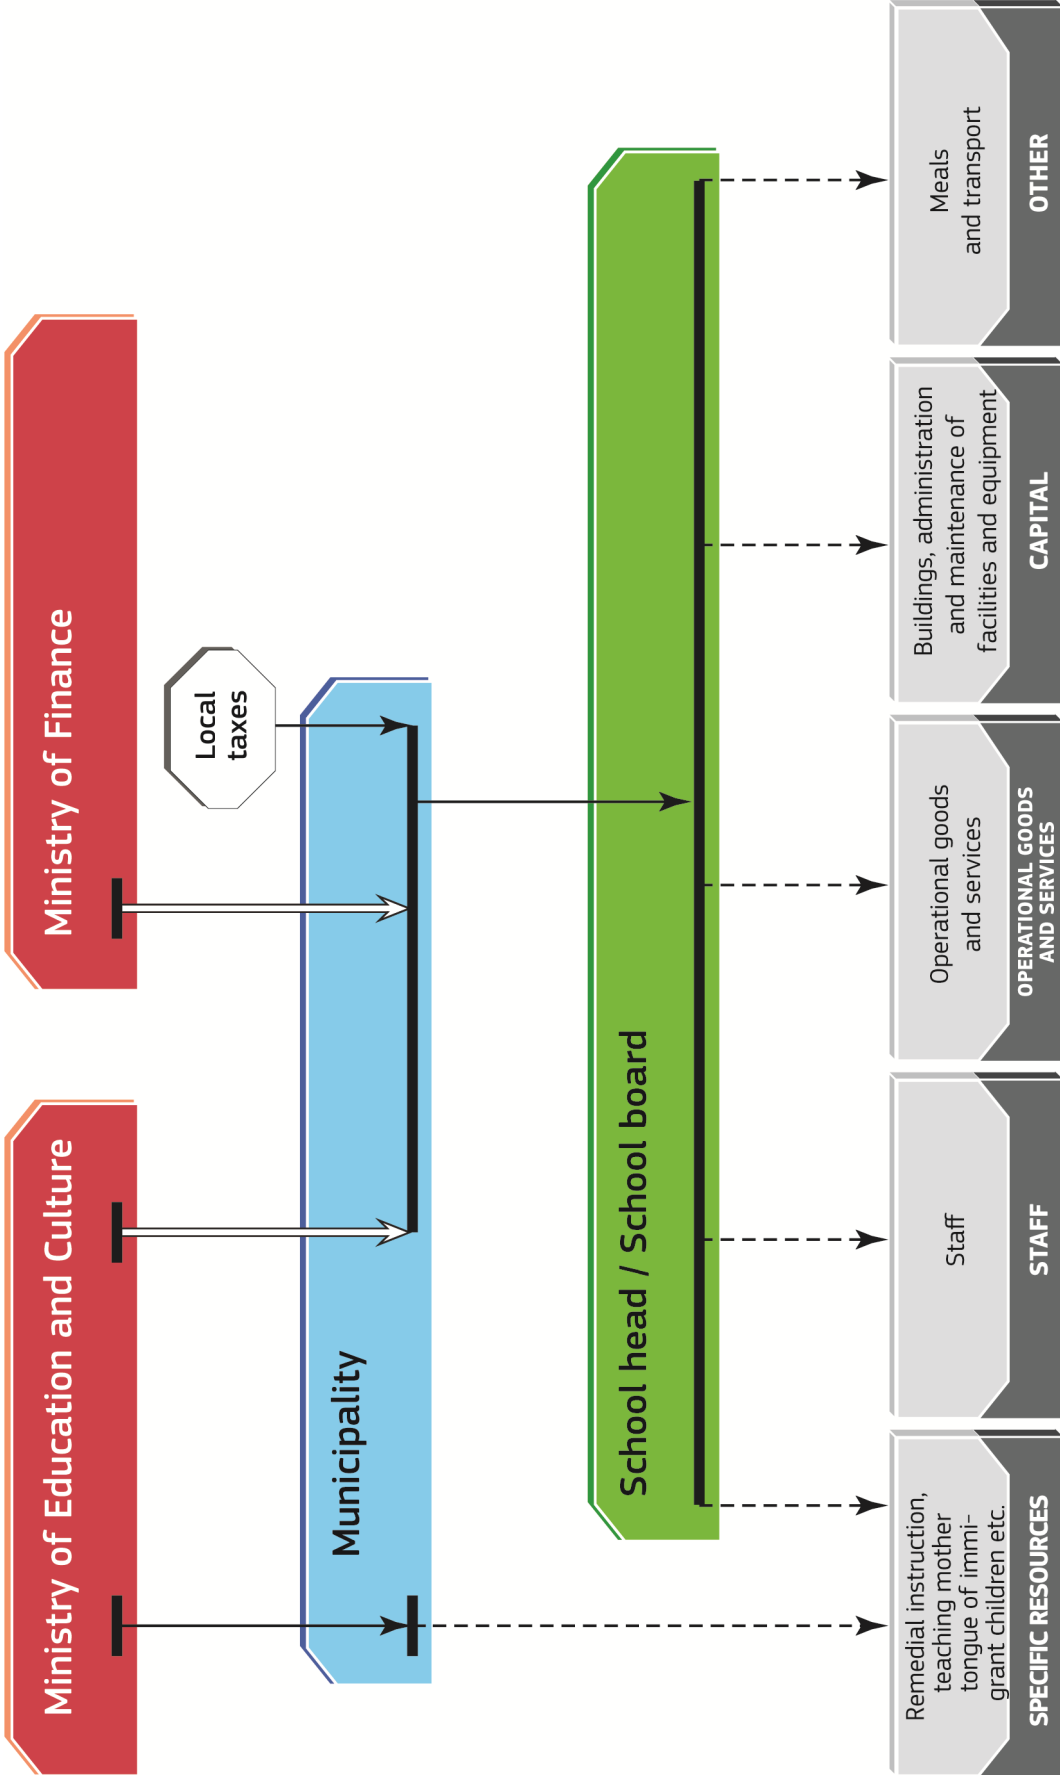 Ministry of Education and Culture
Ministry of Finance
Local
taxes
Municipality
School head / School board
Remedial instruction,
teaching mother
tongue of immi-
grant children etc.
SPECIFIC RESOURCES
Staff
STAFF
Operational goods
and services
OPERATIONAL GOODS
AND SERVICES
Buildings, administration
and maintenance of
facilities and equipment
CAPITAL
Meals
and transport
OTHER